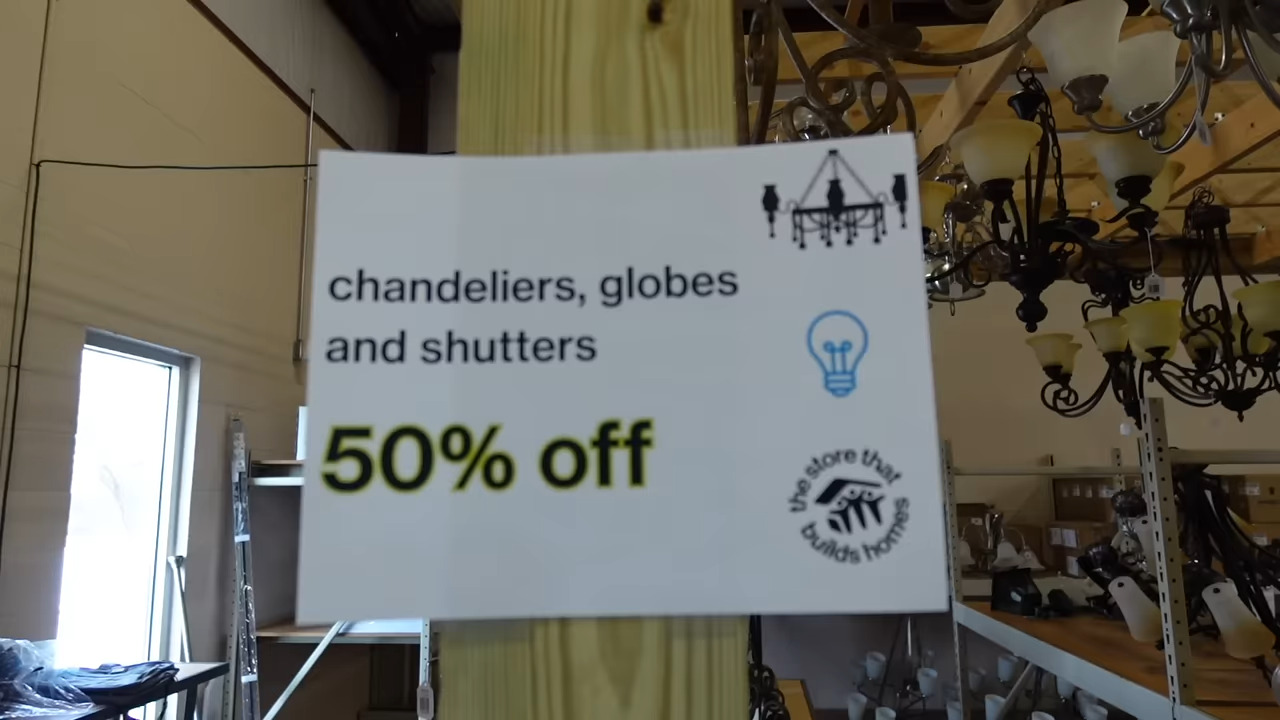 chandeliers, globes
and shutters
50% off
the store that
builds homes